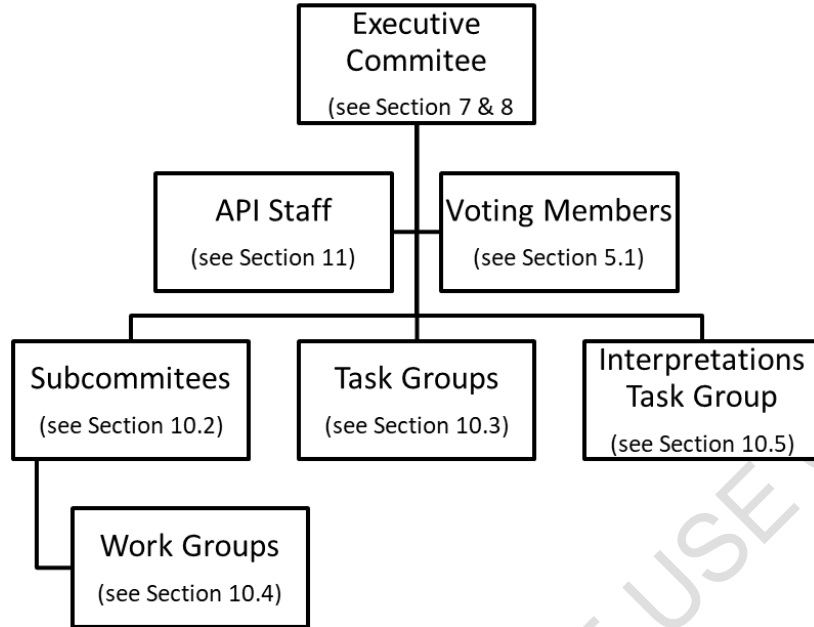 Executive
Commitee
(see Section 7 & 8
API Staff
(see Section 11)
Voting Members
(see Section 5.1)
Subcommitees
(see Section 10.2)
Task Groups
(see Section 10.3)
Interpretations
Task Group
(see Section 10.5)
Work Groups
(see Section 10.4)
USE